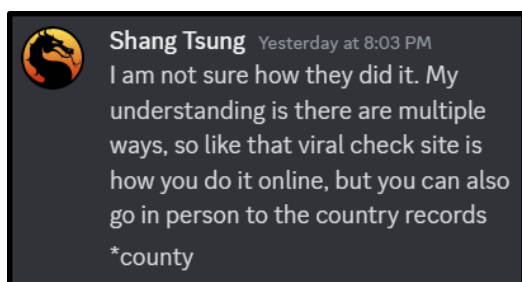 Shang Tsung Yesterday at 8:03 PM
I am not sure how they did it. My
understanding is there are multiple
ways, so like that viral check site is
how you do it online, but you can also
go in person to the country records
*county